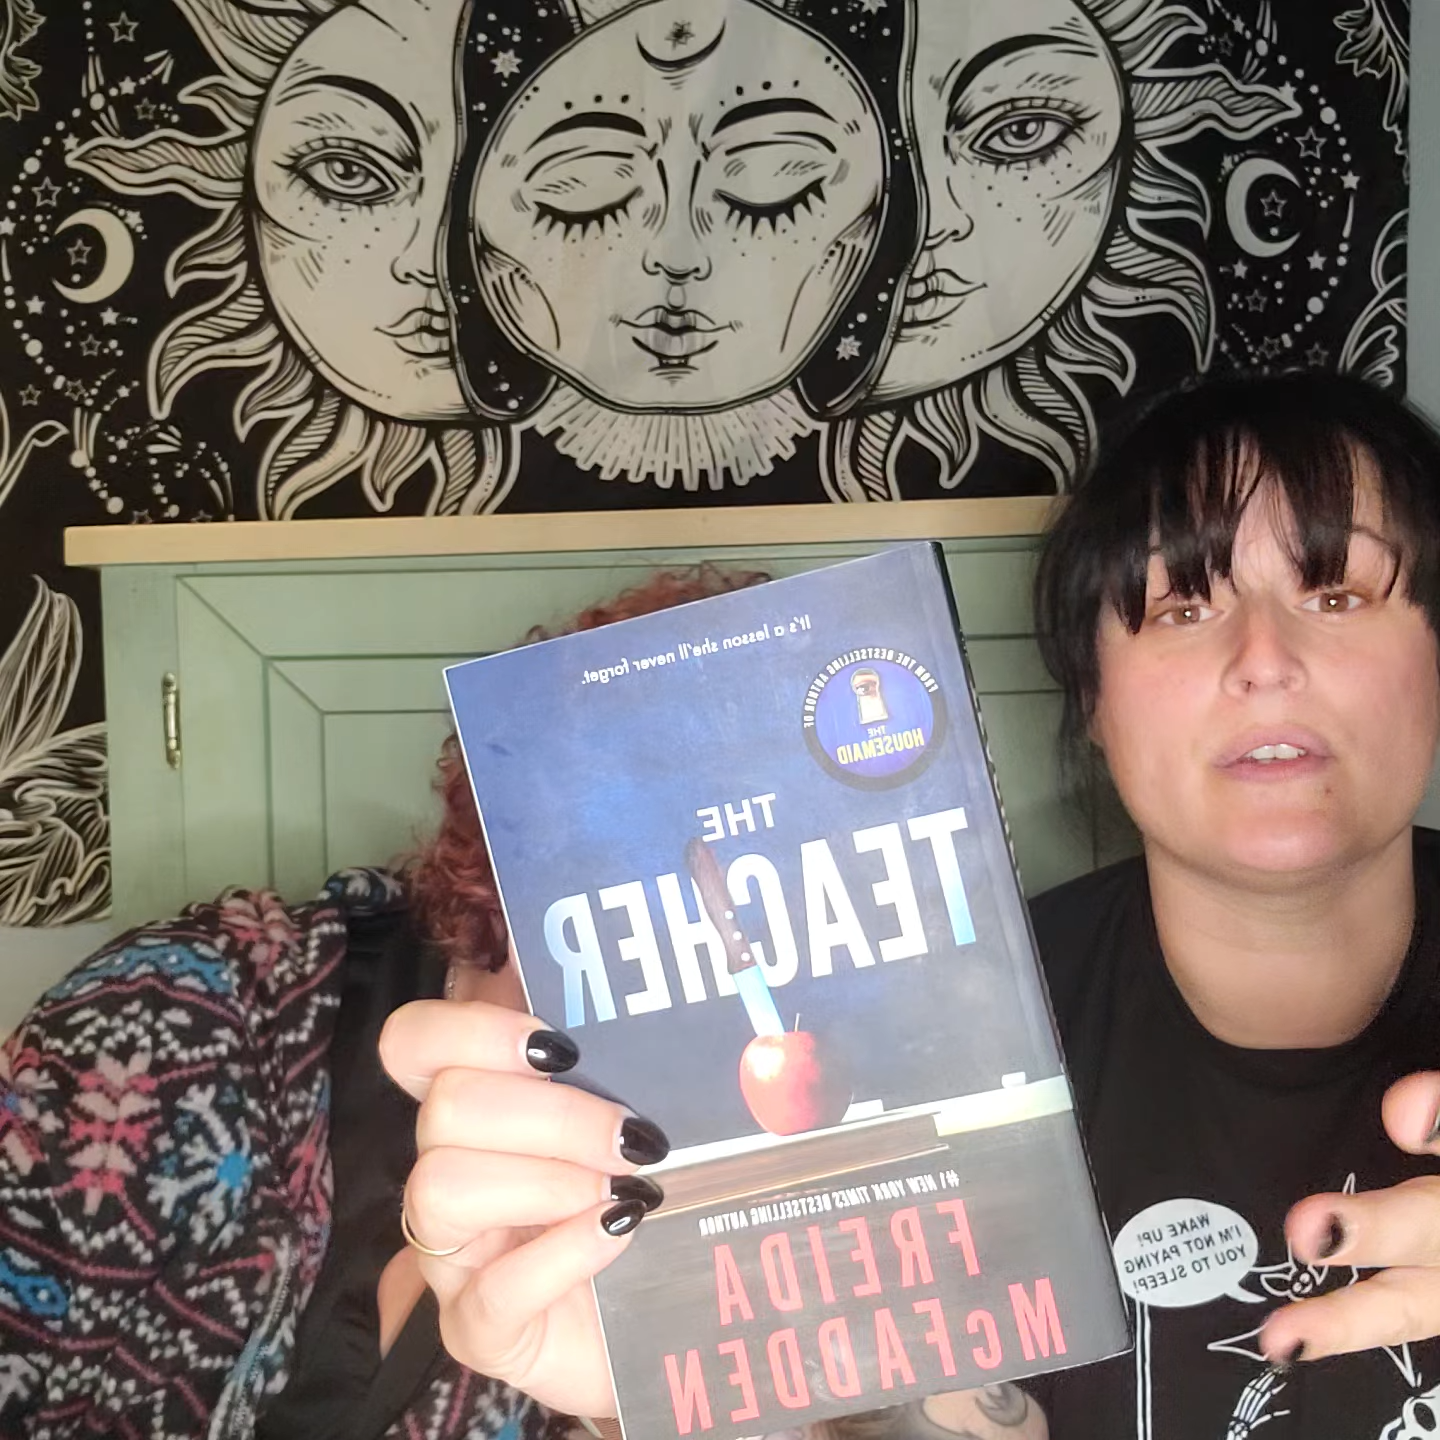 It's a lesson she'll never forget.
FROM THE BESTSELLING AUTHOR OF
THE
HOUSEMAID
THE
TEACHER
#1 NEW YORK TIMES BESTSELLING AUTHOR
FREIDA
McFADDEN
WAKE UP!
I'M NOT PAYING
YOU TO SLEEP!